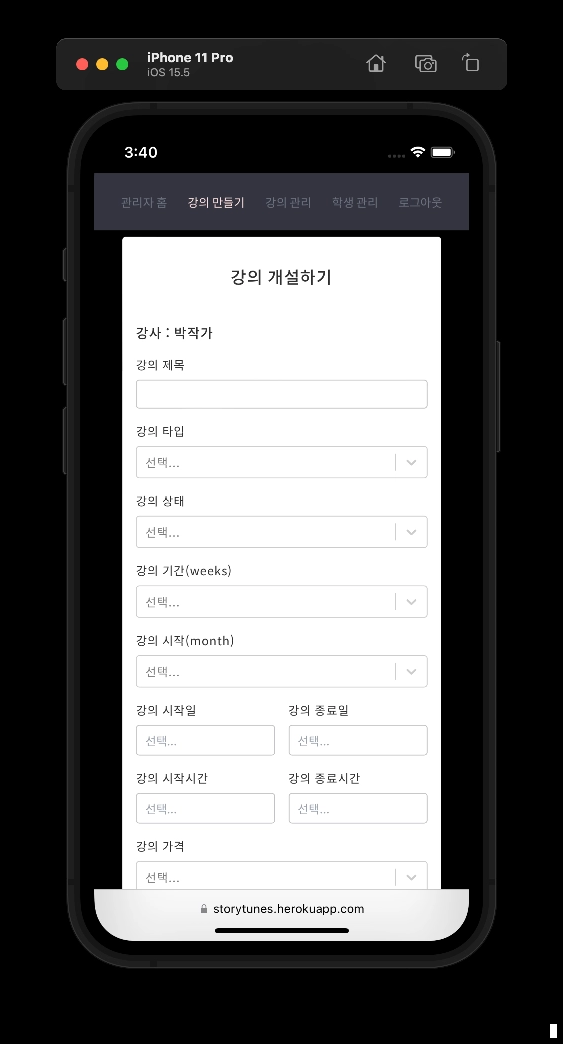 iPhone 11 Pro
iOS 15.5
3:40
관리자 홈 강의 만들기 강의 관리 학생 관리 로그아웃
강의 개설하기
강사 : 박작가
강의 제목
강의 타입
선택...
강의 상태
선택...
강의 기간(weeks)
선택...
강의 시작(month)
선택...
강의 시작일 강의 종료일
선택... 선택...
강의 시작시간 강의 종료시간
선택... 선택...
강의 가격
선택...
storytunes.herokuapp.com